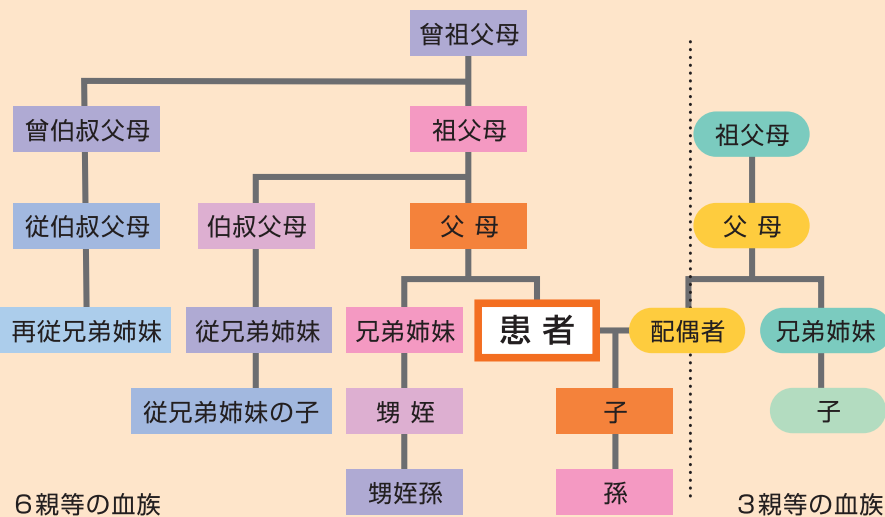 曾祖父母
曾伯叔父母
祖父母
祖父母
従伯叔父母
伯叔父母
父 母
父 母
再従兄弟姉妹
従兄弟姉妹
兄弟姉妹
患 者
配偶者
兄弟姉妹
従兄弟姉妹の子
甥 姪
子
子
甥姪孫
孫
6親等の血族
3親等の血族